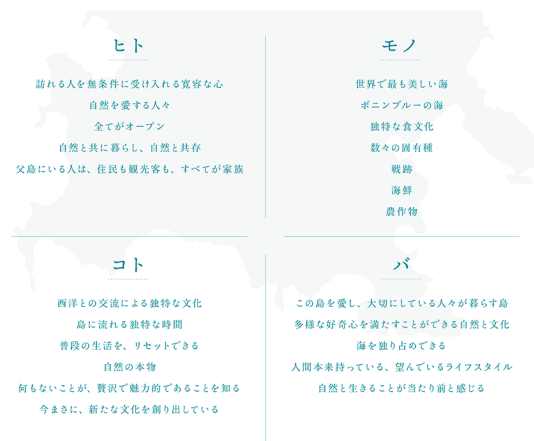 ヒト
訪れる人を無条件に受け入れる寛容な心
自然を愛する人々
全てがオープン
自然と共に暮らし、自然と共存
父島にいる人は、住民も観光客も、すべてが家族
モノ
世界で最も美しい海
ボニンブルーの海
独特な食文化
数々の固有種
戦跡
海鮮
農作物
コト
西洋との交流による独特な文化
島に流れる独特な時間
普段の生活を、リセットできる
自然の本物
何もないことが、贅沢で魅力的であることを知る
今まさに、新たな文化を創り出している
バ
この島を愛し、大切にしている人々が暮らす島
多様な好奇心を満たすことができる自然と文化
海を独り占めできる
人間本来持っている、望んでいるライフスタイル
自然と生きることが当たり前と感じる